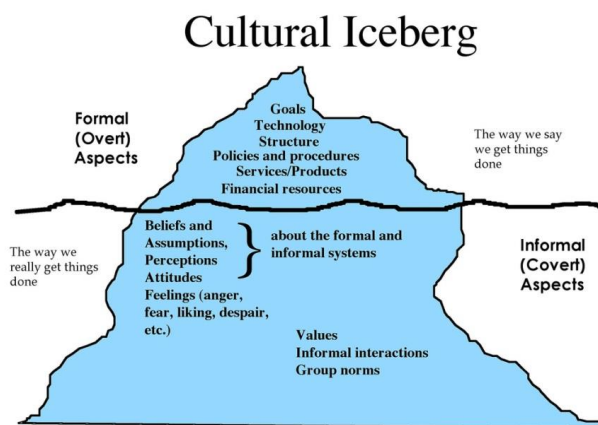 Cultural Iceberg
Formal
(Overt)
Aspects
Goals
Technology
Structure
Policies and procedures
Services/Products
Financial resources
The way we say
we get things
done
The way we
really get things
done
Beliefs and
Assumptions,
Perceptions
Attitudes
Feelings (anger,
fear, liking, despair,
etc.)
about the formal and
informal systems
Values
Informal interactions
Group norms
Informal
(Covert)
Aspects